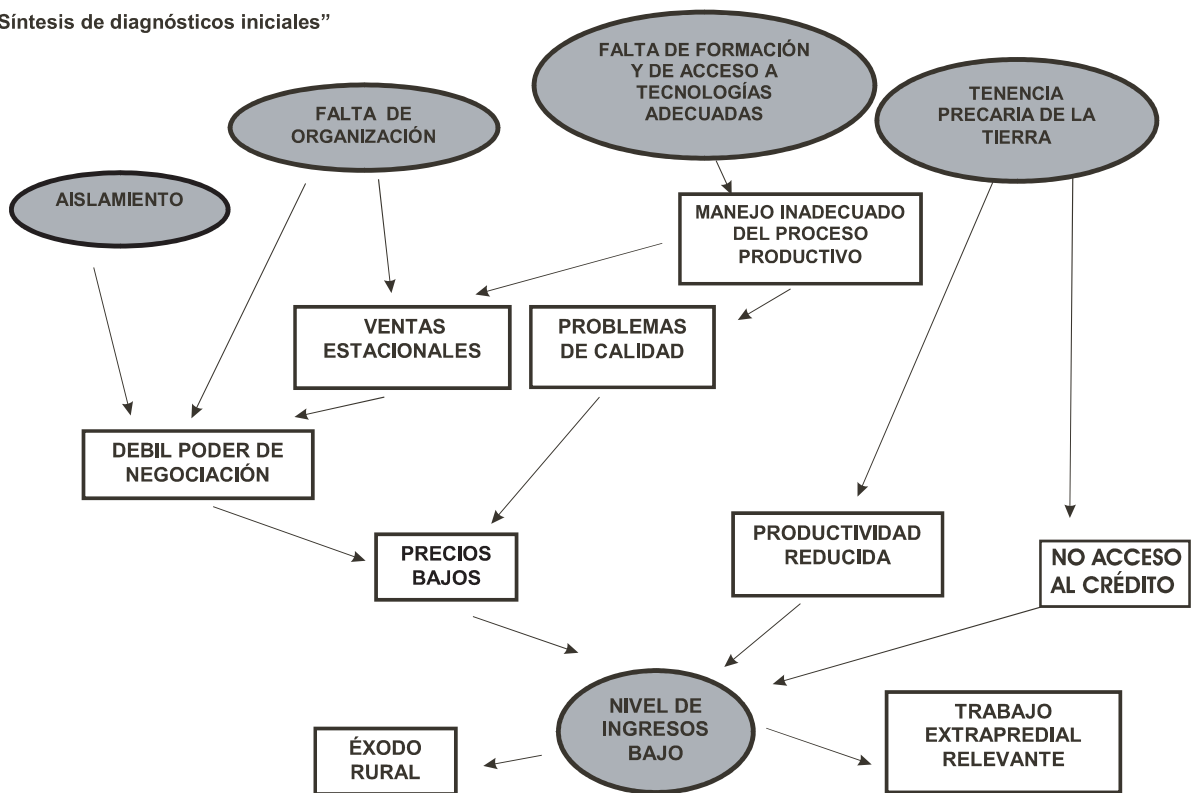 Síntesis de diagnósticos iniciales”
FALTA DE FORMACIÓN
Y DE ACCESO A
TECNOLOGÍAS
ADECUADAS
TENENCIA
PRECARIA DE LA
TIERRA
FALTA DE
ORGANIZACIÓN
AISLAMIENTO
MANEJO INADECUADO
DEL PROCESO
PRODUCTIVO
VENTAS
ESTACIONALES
PROBLEMAS
DE CALIDAD
DEBIL PODER DE
NEGOCIACIÓN
PRECIOS
BAJOS
PRODUCTIVIDAD
REDUCIDA
NO ACCESO
AL CRÉDITO
NIVEL DE
INGRESOS
BAJO
ÉXODO
RURAL
TRABAJO
EXTRAPREDIAL
RELEVANTE